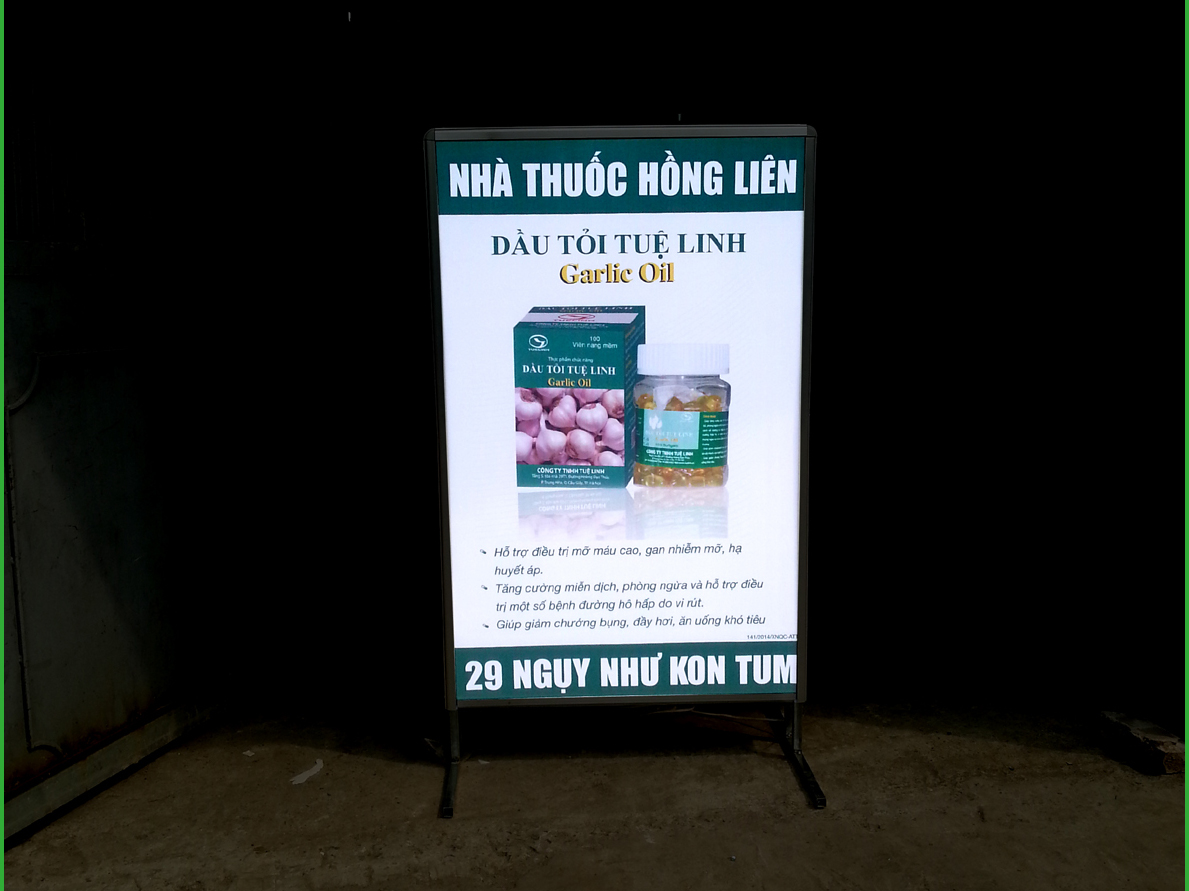 NHÀ THUỐC HỒNG LIÊN
DẦU TỎI TUỆ LINH
Garlic Oil
100
Viên nang mềm
Thực phẩm chức năng
DẦU TỎI TUỆ LINH
Garlic Oil
CÔNG TY TNHH TUỆ LINH
CÔNG TY TNHH TUỆ LINH
Hỗ trợ điều trị mỡ máu cao, gan nhiễm mỡ, hạ
huyết áp.
Tăng cường miễn dịch, phòng ngừa và hỗ trợ điều
trị một số bệnh đường hô hấp do vi rút.
Giúp giảm chướng bụng, đầy hơi, ăn uống khó tiêu
29 NGỤY NHƯ KON TUM